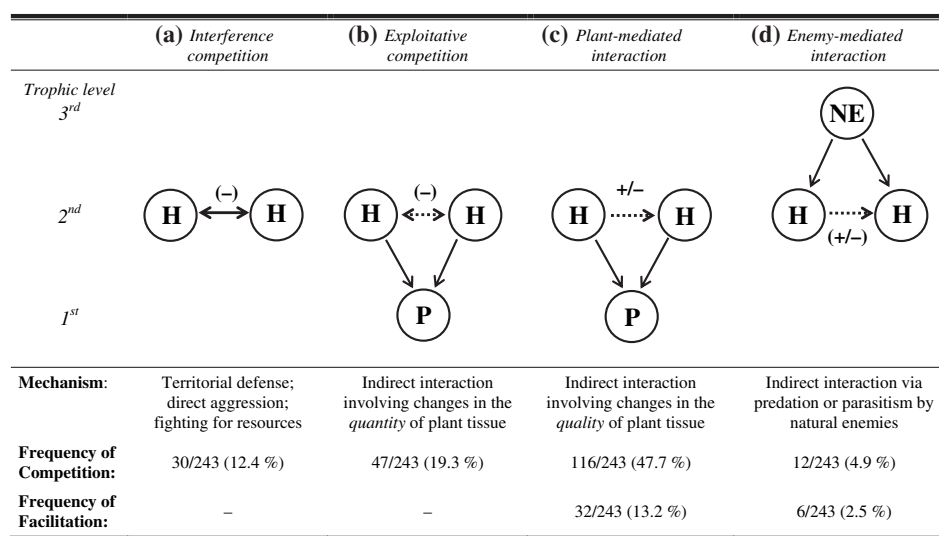 (a) Interference competition
(b) Exploitative competition
(c) Plant-mediated interaction
(d) Enemy-mediated interaction
Trophic level
3rd
NE
2nd
H (–) H
H (–) H
H +/– H
H (+/–) H
1st
P
P
Mechanism:
Territorial defense;
direct aggression;
fighting for resources
Indirect interaction
involving changes in the
quantity of plant tissue
Indirect interaction
involving changes in the
quality of plant tissue
Indirect interaction via
predation or parasitism by
natural enemies
Frequency of
Competition:
30/243 (12.4 %)
47/243 (19.3 %)
116/243 (47.7 %)
12/243 (4.9 %)
Frequency of
Facilitation:
–
–
32/243 (13.2 %)
6/243 (2.5 %)